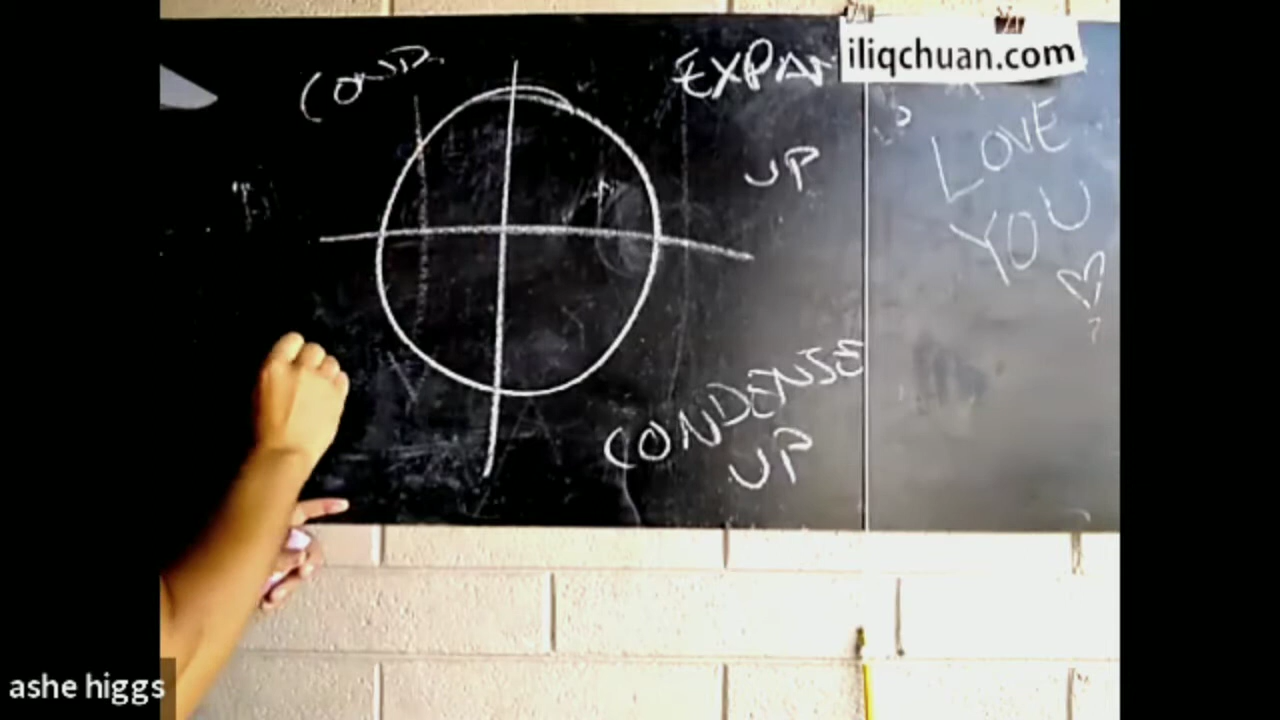 COND.
EXPAN
iliqchuan.com
UP
LOVE
YOU
?
CONDENSE
UP
ashe higgs